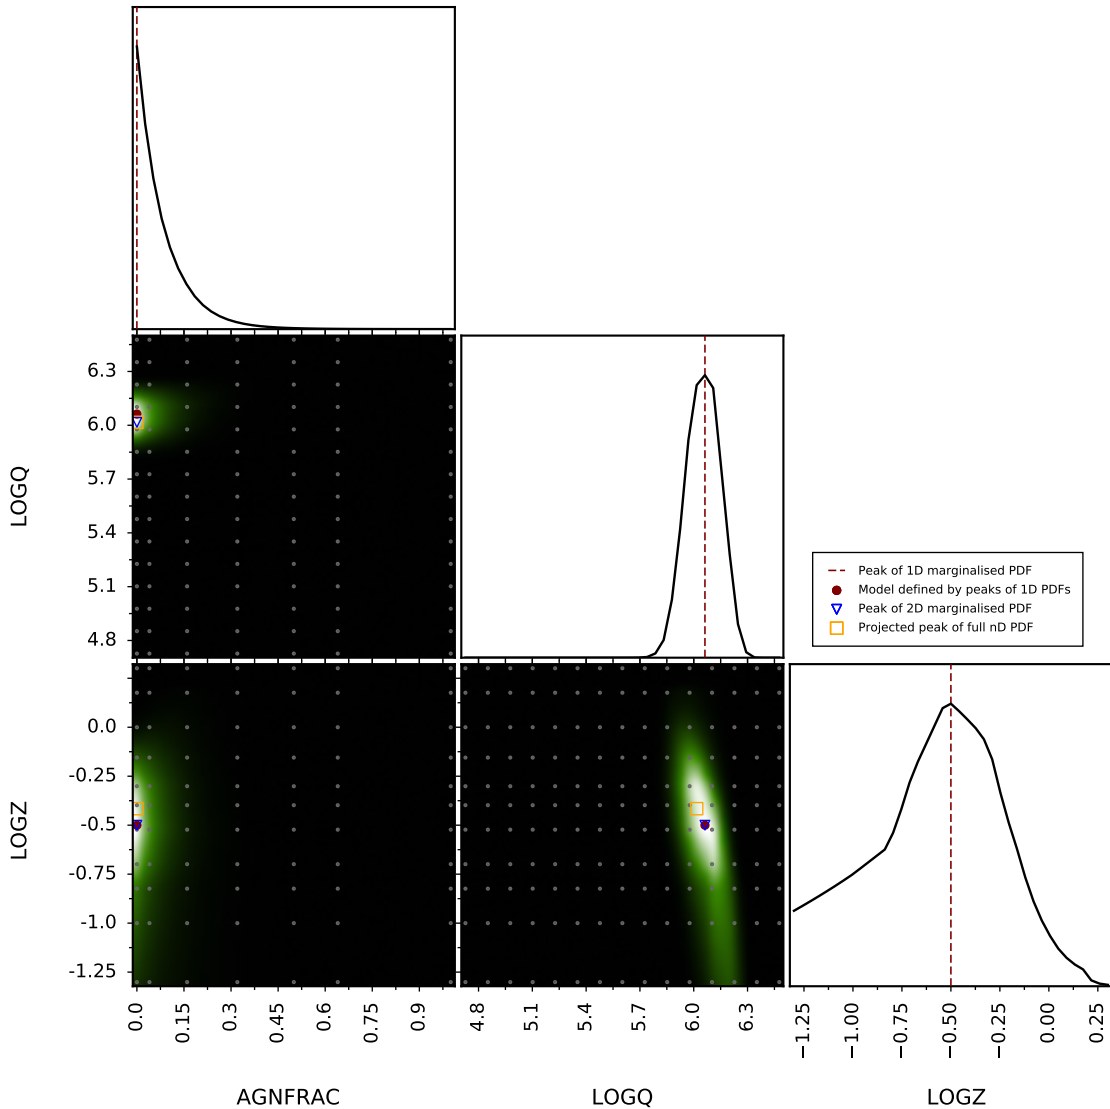 6.3
6.0
5.7
5.4
5.1
4.8
LOGQ
Peak of 1D marginalised PDF
Model defined by peaks of 1D PDFs
Peak of 2D marginalised PDF
Projected peak of full nD PDF
0.0
-0.25
-0.5
-0.75
-1.0
-1.25
LOGZ
0.0 0.15 0.3 0.45 0.6 0.75 0.9
4.8 5.1 5.4 5.7 6.0 6.3
−1.25 −1.00 −0.75 −0.50 −0.25 0.00 0.25
AGNFRAC LOGQ LOGZ